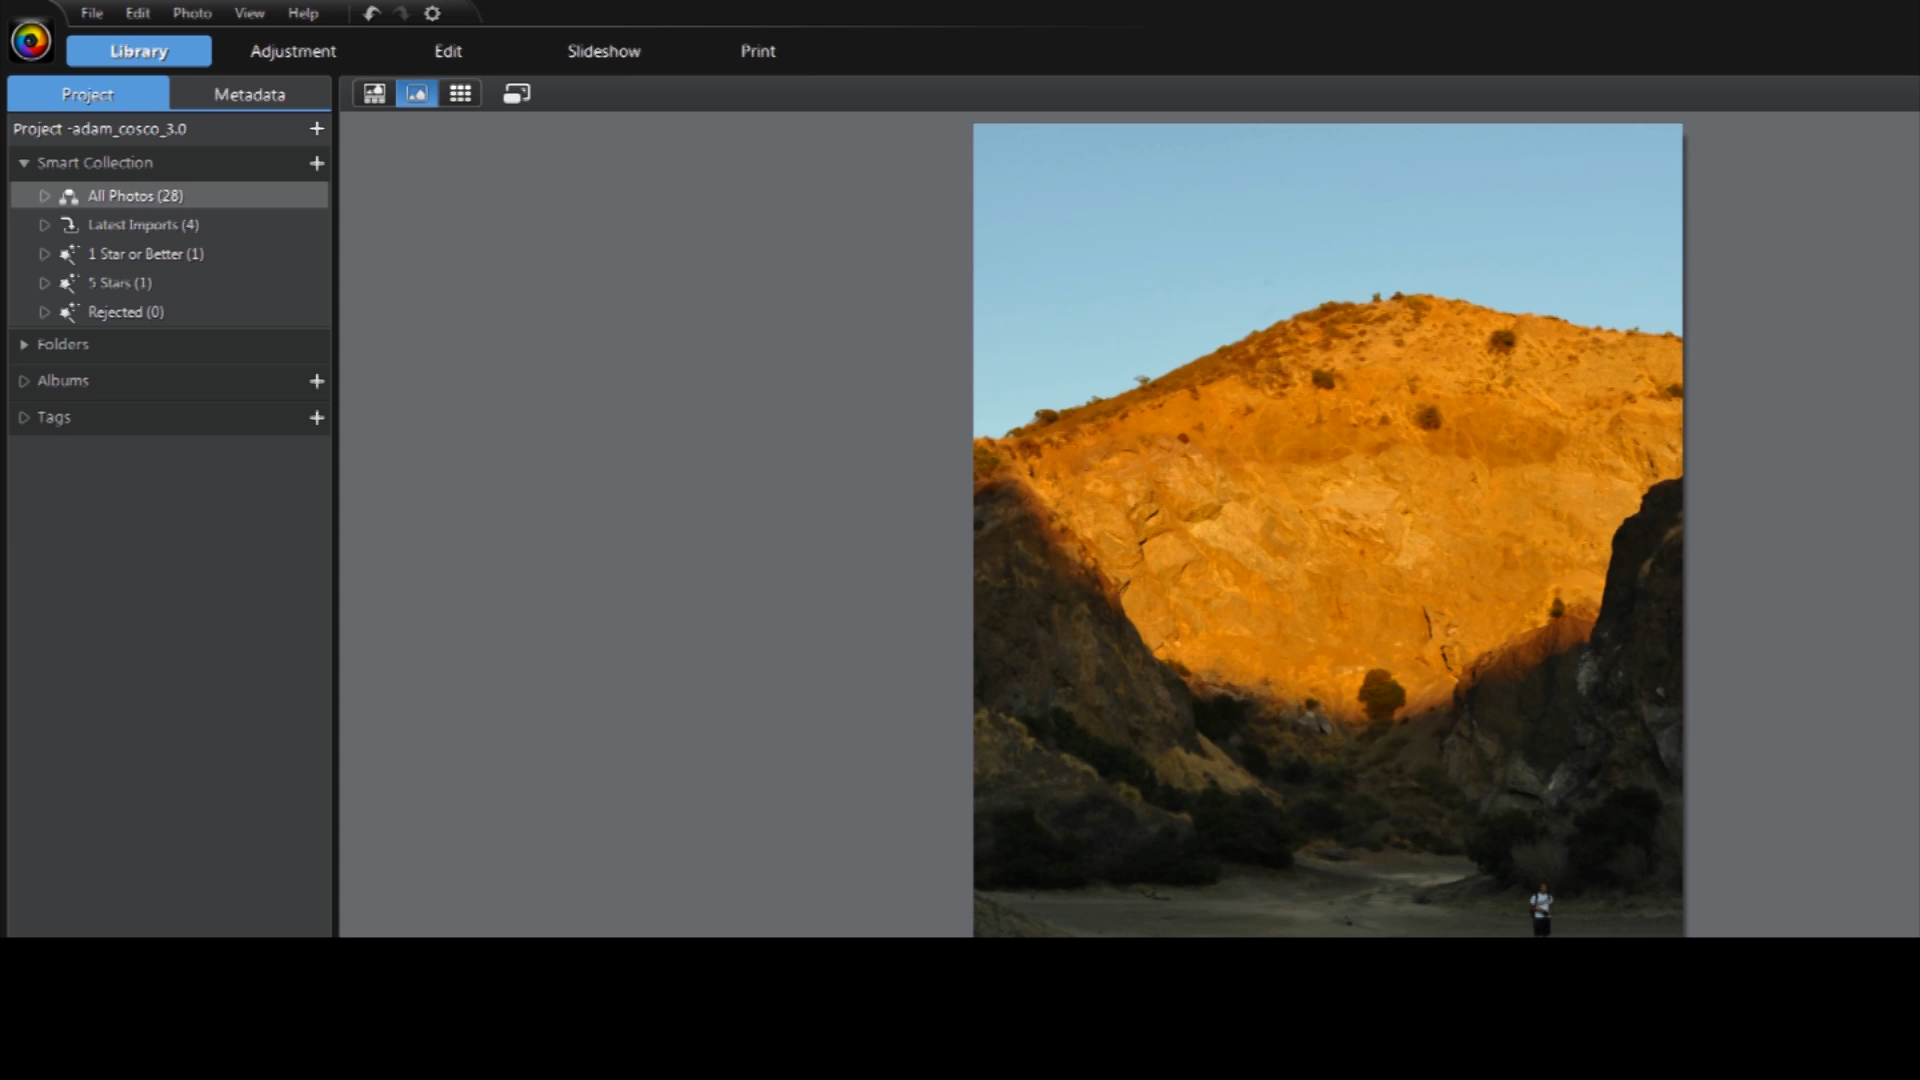 File Edit Photo View Help
Library Adjustment Edit Slideshow Print
Project Metadata
Project -adam_cosco_3.0
Smart Collection
All Photos (28)
Latest Imports (4)
1 Star or Better (1)
5 Stars (1)
Rejected (0)
Folders
Albums
Tags